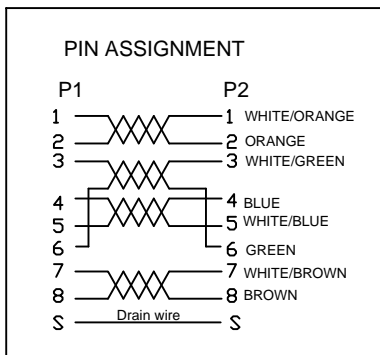 PIN ASSIGNMENT
P1 P2
1 1 WHITE/ORANGE
2 2 ORANGE
3 3 WHITE/GREEN
4 4 BLUE
5 5 WHITE/BLUE
6 6 GREEN
7 7 WHITE/BROWN
8 8 BROWN
S Drain wire S